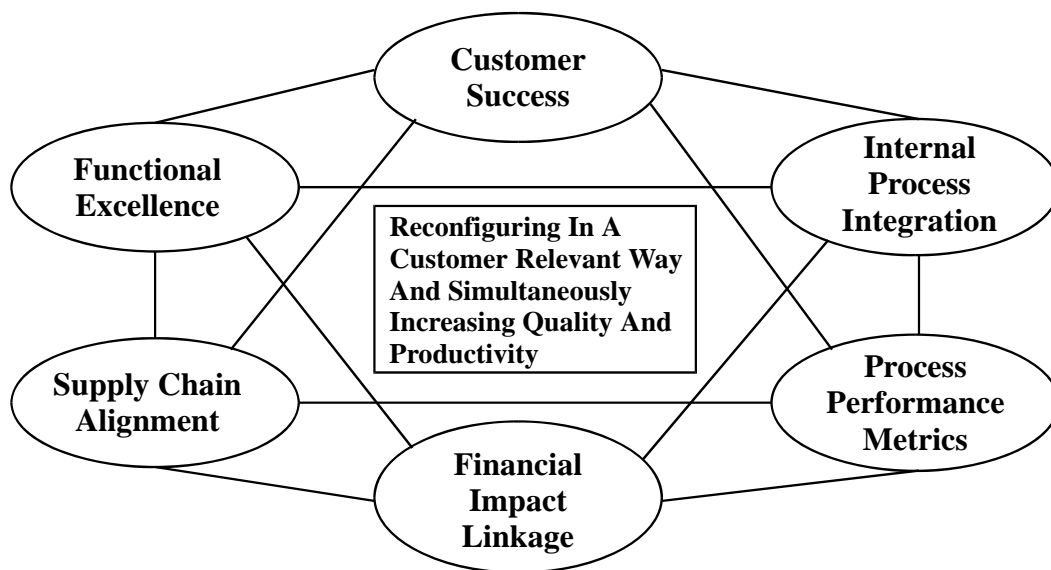 Customer
Success
Functional
Excellence
Internal
Process
Integration
Reconfiguring In A
Customer Relevant Way
And Simultaneously
Increasing Quality And
Productivity
Supply Chain
Alignment
Process
Performance
Metrics
Financial
Impact
Linkage